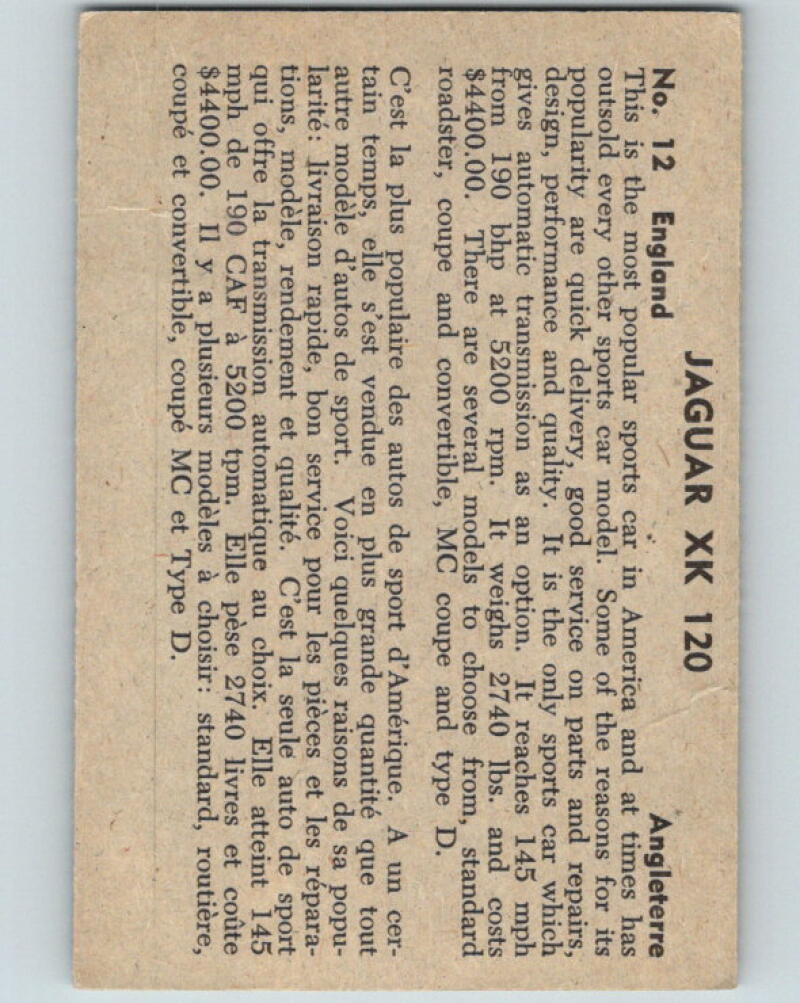 JAGUAR XK 120
No. 12 England Angleterre
This is the most popular sports car in America and at times has
outsold every other sports car model. Some of the reasons for its
popularity are quick delivery, good service on parts and repairs,
design, performance and quality. It is the only sports car which
gives automatic transmission as an option. It reaches 145 mph
from 190 bhp at 5200 rpm. It weighs 2740 lbs. and costs
$4400.00. There are several models to choose from, standard
roadster, coupe and convertible, MC coupe and type D.
C'est la plus populaire des autos de sport d'Amérique. A un cer-
tain temps, elle s'est vendue en plus grande quantité que tout
autre modèle d'autos de sport. Voici quelques raisons de sa popu-
larité: livraison rapide, bon service pour les pièces et les répara-
tions, modèle, rendement et qualité. C'est la seule auto de sport
qui offre la transmission automatique au choix. Elle atteint 145
mph de 190 CAF à 5200 tpm. Elle pèse 2740 livres et coûte
$4400.00. Il y a plusieurs modèles à choisir: standard, routière,
coupé et convertible, coupé MC et Type D.